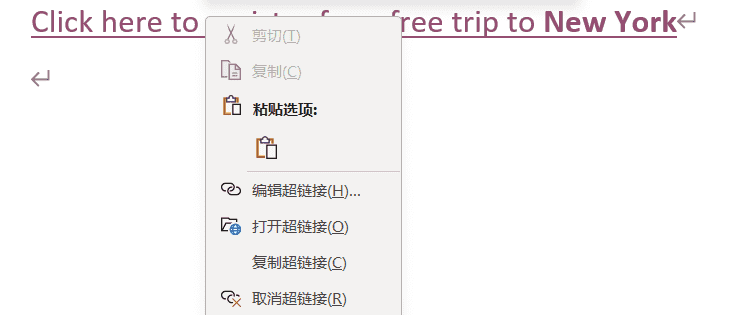 Click here to free trip to New York
剪切(T)
复制(C)
粘贴选项:
编辑超链接(H)...
打开超链接(O)
复制超链接(C)
取消超链接(R)